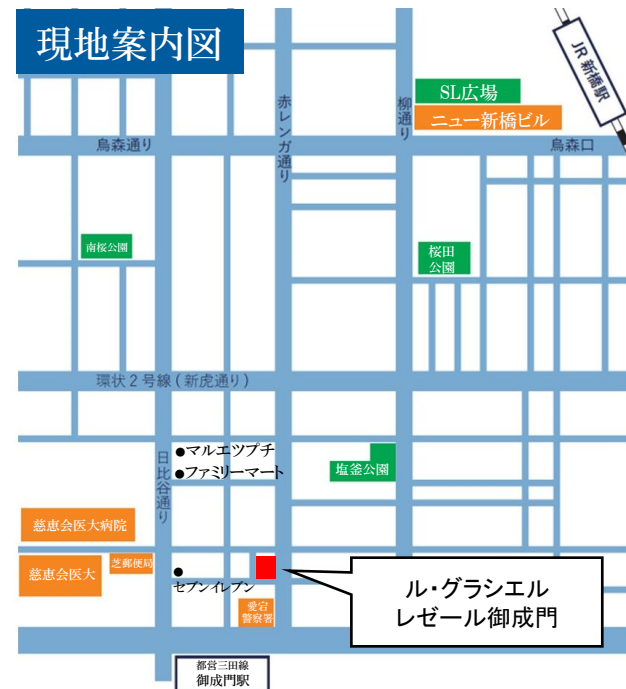 現地案内図
JR新橋駅
SL広場
ニュー新橋ビル
赤レンガ通り
柳通り
烏森通り
烏森口
南桜公園
桜田
公園
環状2号線(新虎通り)
日比谷通り
●マルエツプチ
●ファミリーマート
塩釜公園
慈恵会医大病院
慈恵会医大
芝郵便局
●
セブンイレブン
愛宕
警察署
ル・グラシエル
レゼール御成門
都営三田線
御成門駅